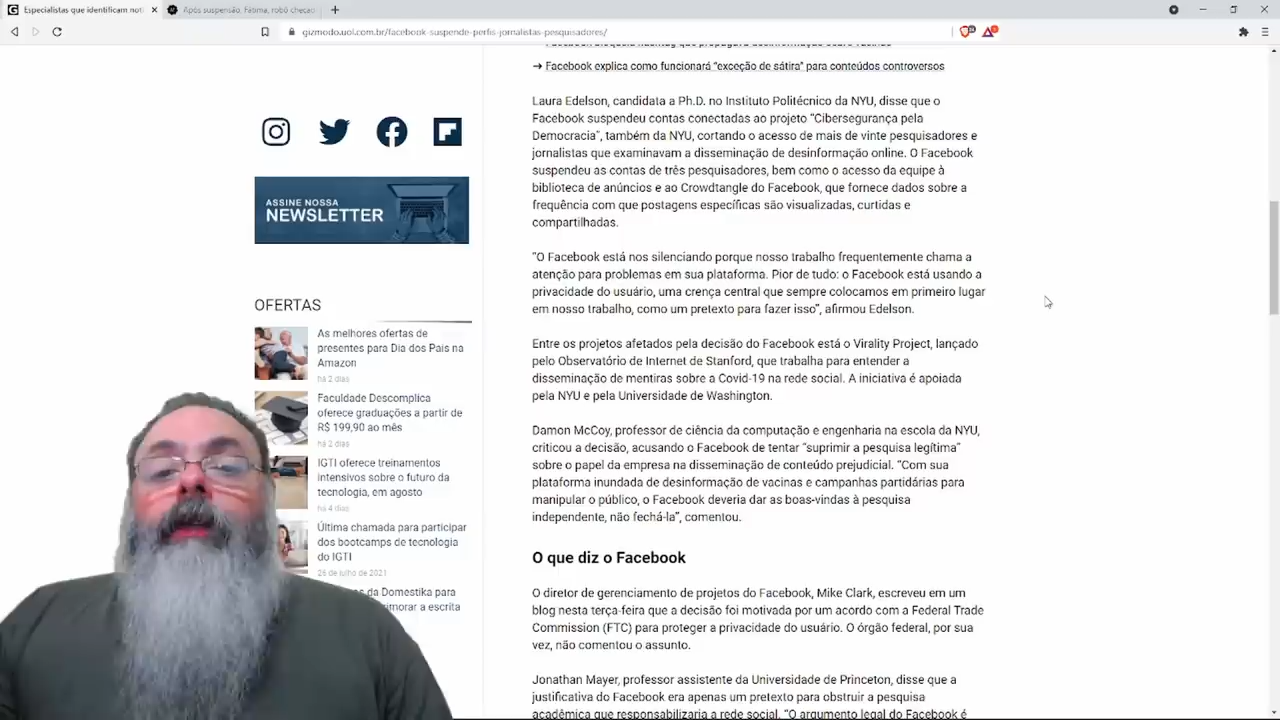 Especialistas que identificam noti
Após suspensão, Fátima, robô checao
gizmodo.uol.com.br/facebook-suspende-perfis-jornalistas-pesquisadores/
→ Facebook explica como funcionará “exceção de sátira” para conteúdos controversos
Laura Edelson, candidata a Ph.D. no Instituto Politécnico da NYU, disse que o
Facebook suspendeu contas conectadas ao projeto “Cibersegurança pela
Democracia”, também da NYU, cortando o acesso de mais de vinte pesquisadores e
jornalistas que examinavam a disseminação de desinformação online. O Facebook
suspendeu as contas de três pesquisadores, bem como o acesso da equipe à
biblioteca de anúncios e ao Crowdtangle do Facebook, que fornece dados sobre a
frequência com que postagens específicas são visualizadas, curtidas e
compartilhadas.
“O Facebook está nos silenciando porque nosso trabalho frequentemente chama a
atenção para problemas em sua plataforma. Pior de tudo: o Facebook está usando a
privacidade do usuário, uma crença central que sempre colocamos em primeiro lugar
em nosso trabalho, como um pretexto para fazer isso”, afirmou Edelson.
Entre os projetos afetados pela decisão do Facebook está o Virality Project, lançado
pelo Observatório de Internet de Stanford, que trabalha para entender a
disseminação de mentiras sobre a Covid-19 na rede social. A iniciativa é apoiada
pela NYU e pela Universidade de Washington.
Damon McCoy, professor de ciência da computação e engenharia na escola da NYU,
criticou a decisão, acusando o Facebook de tentar “suprimir a pesquisa legítima”
sobre o papel da empresa na disseminação de conteúdo prejudicial. “Com sua
plataforma inundada de desinformação de vacinas e campanhas partidárias para
manipular o público, o Facebook deveria dar as boas-vindas à pesquisa
independente, não fechá-la”, comentou.
O que diz o Facebook
O diretor de gerenciamento de projetos do Facebook, Mike Clark, escreveu em um
blog nesta terça-feira que a decisão foi motivada por um acordo com a Federal Trade
Commission (FTC) para proteger a privacidade do usuário. O órgão federal, por sua
vez, não comentou o assunto.
Jonathan Mayer, professor assistente da Universidade de Princeton, disse que a
justificativa do Facebook era apenas um pretexto para obstruir a pesquisa
acadêmica que responsabilizaria a rede social. “O argumento legal do Facebook é
ASSINE NOSSA
NEWSLETTER
OFERTAS
As melhores ofertas de
presentes para Dia dos Pais na
Amazon
há 2 dias
Faculdade Descomplica
oferece graduações a partir de
R$ 199,90 ao mês
há 2 dias
IGTI oferece treinamentos
intensivos sobre o futuro da
tecnologia, em agosto
há 4 dias
Última chamada para participar
dos bootcamps de tecnologia
do IGTI
26 de julho de 2021
da Domestika para
imorar a escrita